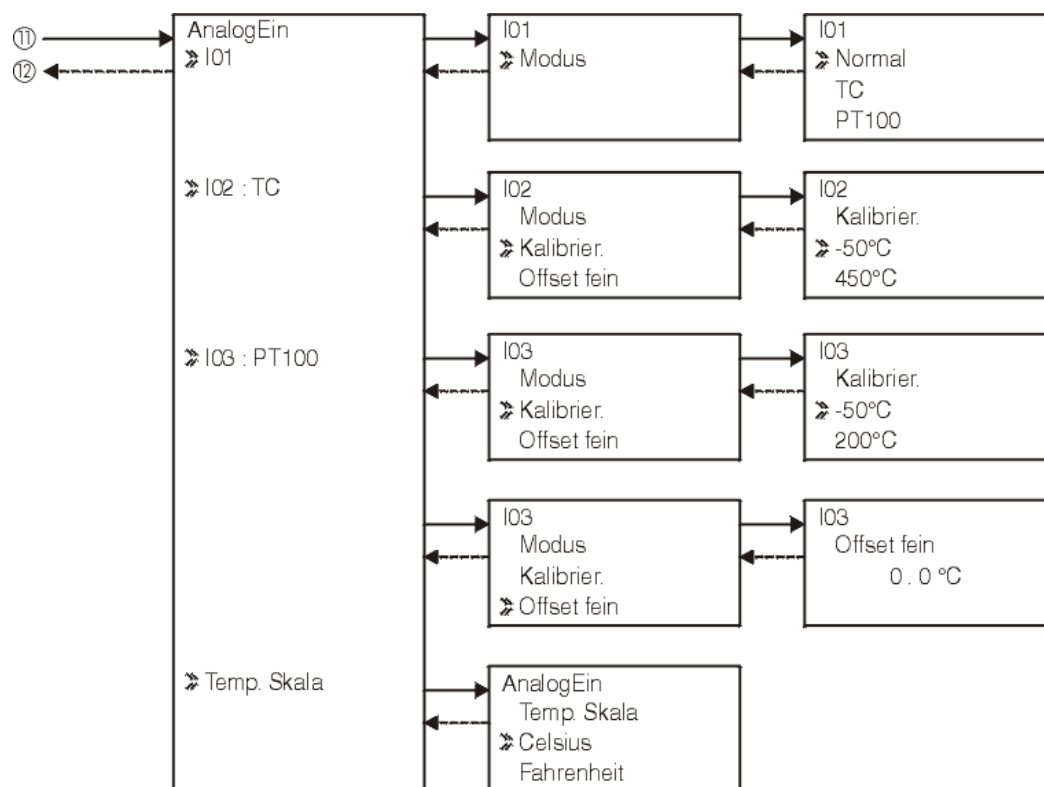 ⑪
⑫
AnalogEin
I01
I01
Modus
I01
Normal
TC
PT100
I02 : TC
I02
Modus
Kalibrier.
Offset fein
I02
Kalibrier.
-50°C
450°C
I03 : PT100
I03
Modus
Kalibrier.
Offset fein
I03
Kalibrier.
-50°C
200°C
I03
Modus
Kalibrier.
Offset fein
I03
Offset fein
0 . 0 °C
Temp. Skala
AnalogEin
Temp. Skala
Celsius
Fahrenheit